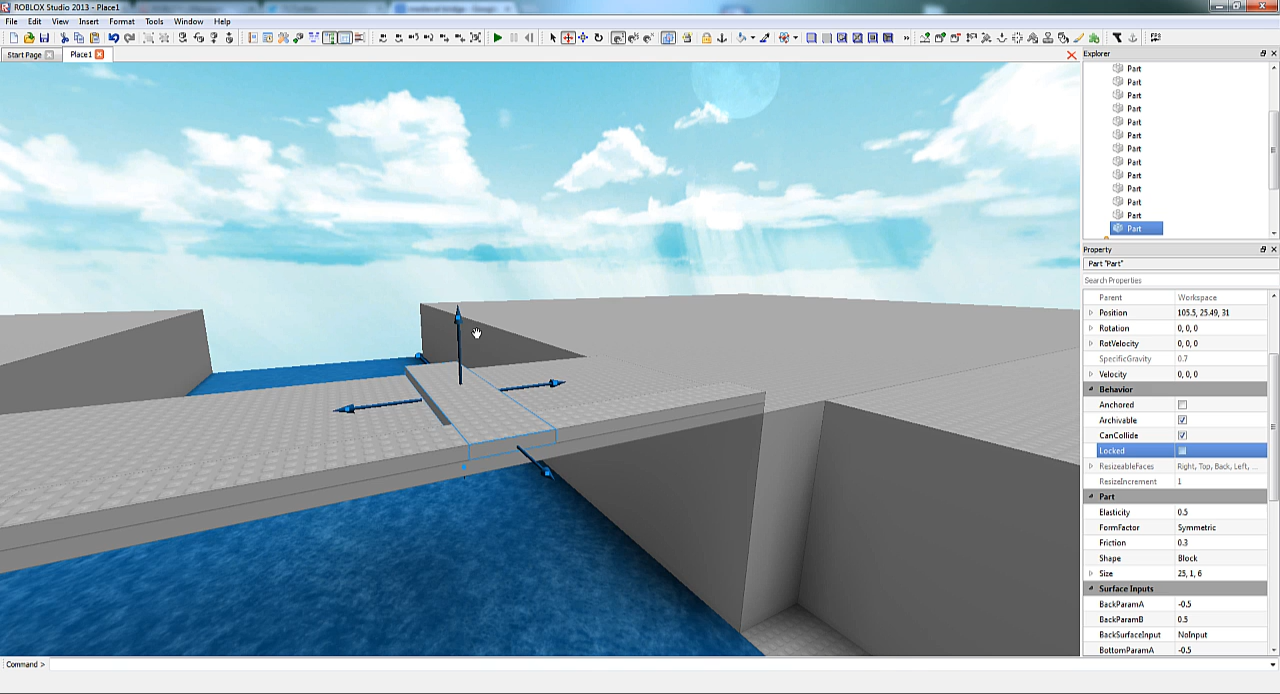 ROBLOX Studio 2013 - Place1
File Edit View Insert Format Tools Window Help
Start Page Place1
Explorer
Part
Part
Part
Part
Part
Part
Part
Part
Part
Part
Part
Part
Part
Property
Part "Part"
Search Properties
Parent Workspace
Position 105.5, 25.49, 31
Rotation 0, 0, 0
RotVelocity 0, 0, 0
SpecificGravity 0.7
Velocity 0, 0, 0
Behavior
Anchored
Archivable
CanCollide
Locked
ResizeableFaces Right, Top, Back, Left, ...
ResizeIncrement 1
Part
Elasticity 0.5
FormFactor Symmetric
Friction 0.3
Shape Block
Size 25, 1, 6
Surface Inputs
BackParamA -0.5
BackParamB 0.5
BackSurfaceInput NoInput
BottomParamA -0.5
Command >